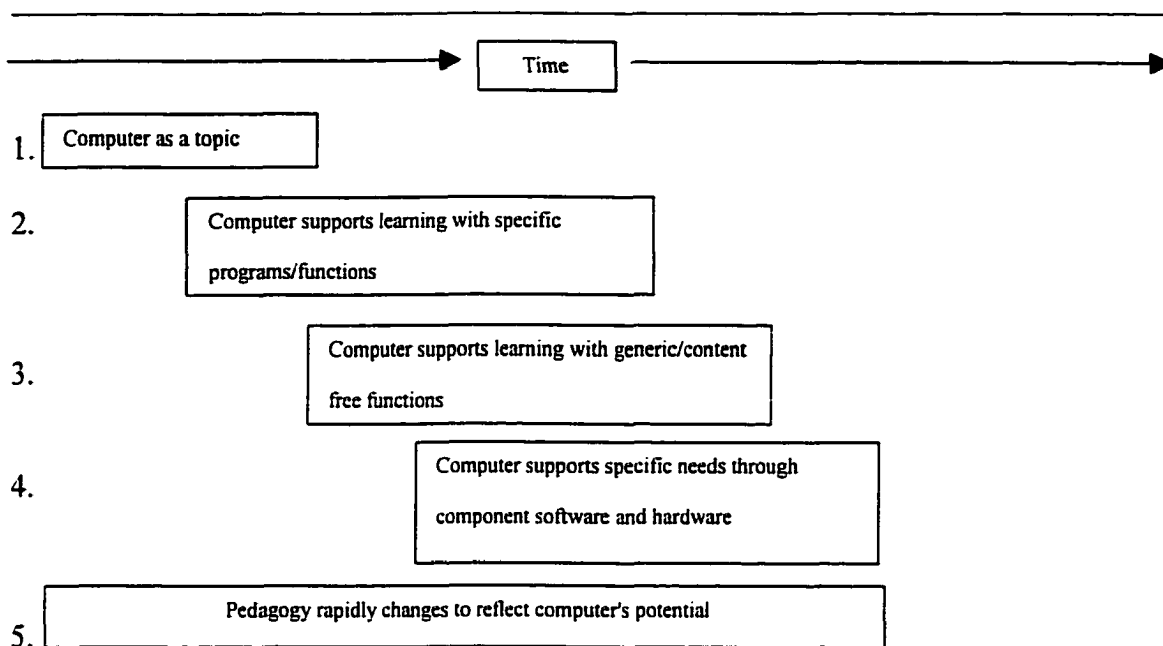 Time
1. Computer as a topic
2. Computer supports learning with specific
programs/functions
3. Computer supports learning with generic/content
free functions
4. Computer supports specific needs through
component software and hardware
Pedagogy rapidly changes to reflect computer's potential
5.